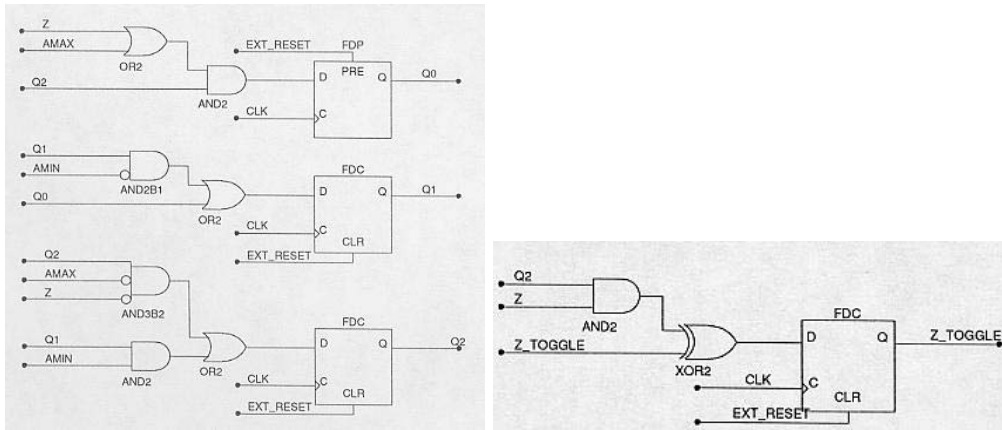 Z
AMAX
OR2
Q2
AND2
EXT_RESET
FDP
PRE
D
Q
Q0
CLK
C
Q1
AMIN
AND2B1
Q0
OR2
FDC
D
Q
Q1
CLK
C
CLR
EXT_RESET
Q2
AMAX
Z
AND3B2
Q1
AMIN
AND2
OR2
FDC
D
Q
Q2
CLK
C
CLR
EXT_RESET
Q2
Z
AND2
Z_TOGGLE
XOR2
FDC
D
Q
Z_TOGGLE
CLK
C
CLR
EXT_RESET